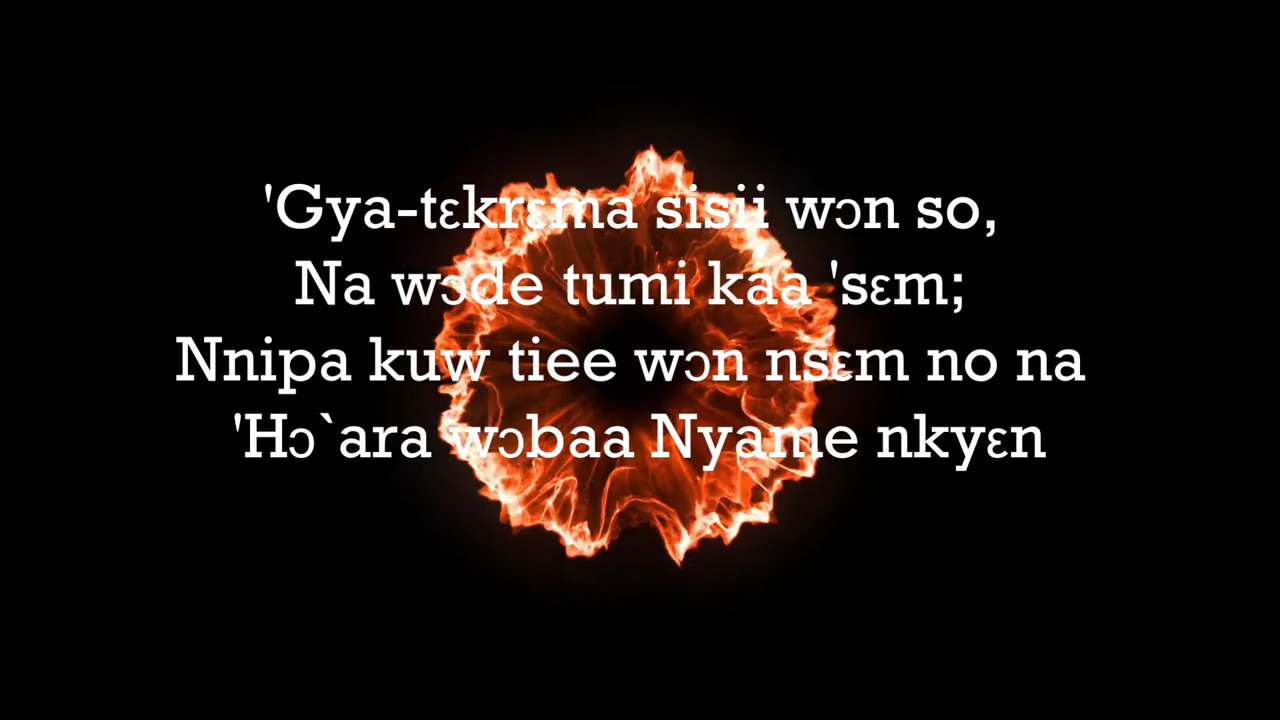 'Gya-tɛkrɛma sisii wɔn so,
Na wɔde tumi kaa 'sɛm;
Nnipa kuw tiee wɔn nsɛm no na
'Hɔ`ara wɔbaa Nyame nkyɛn